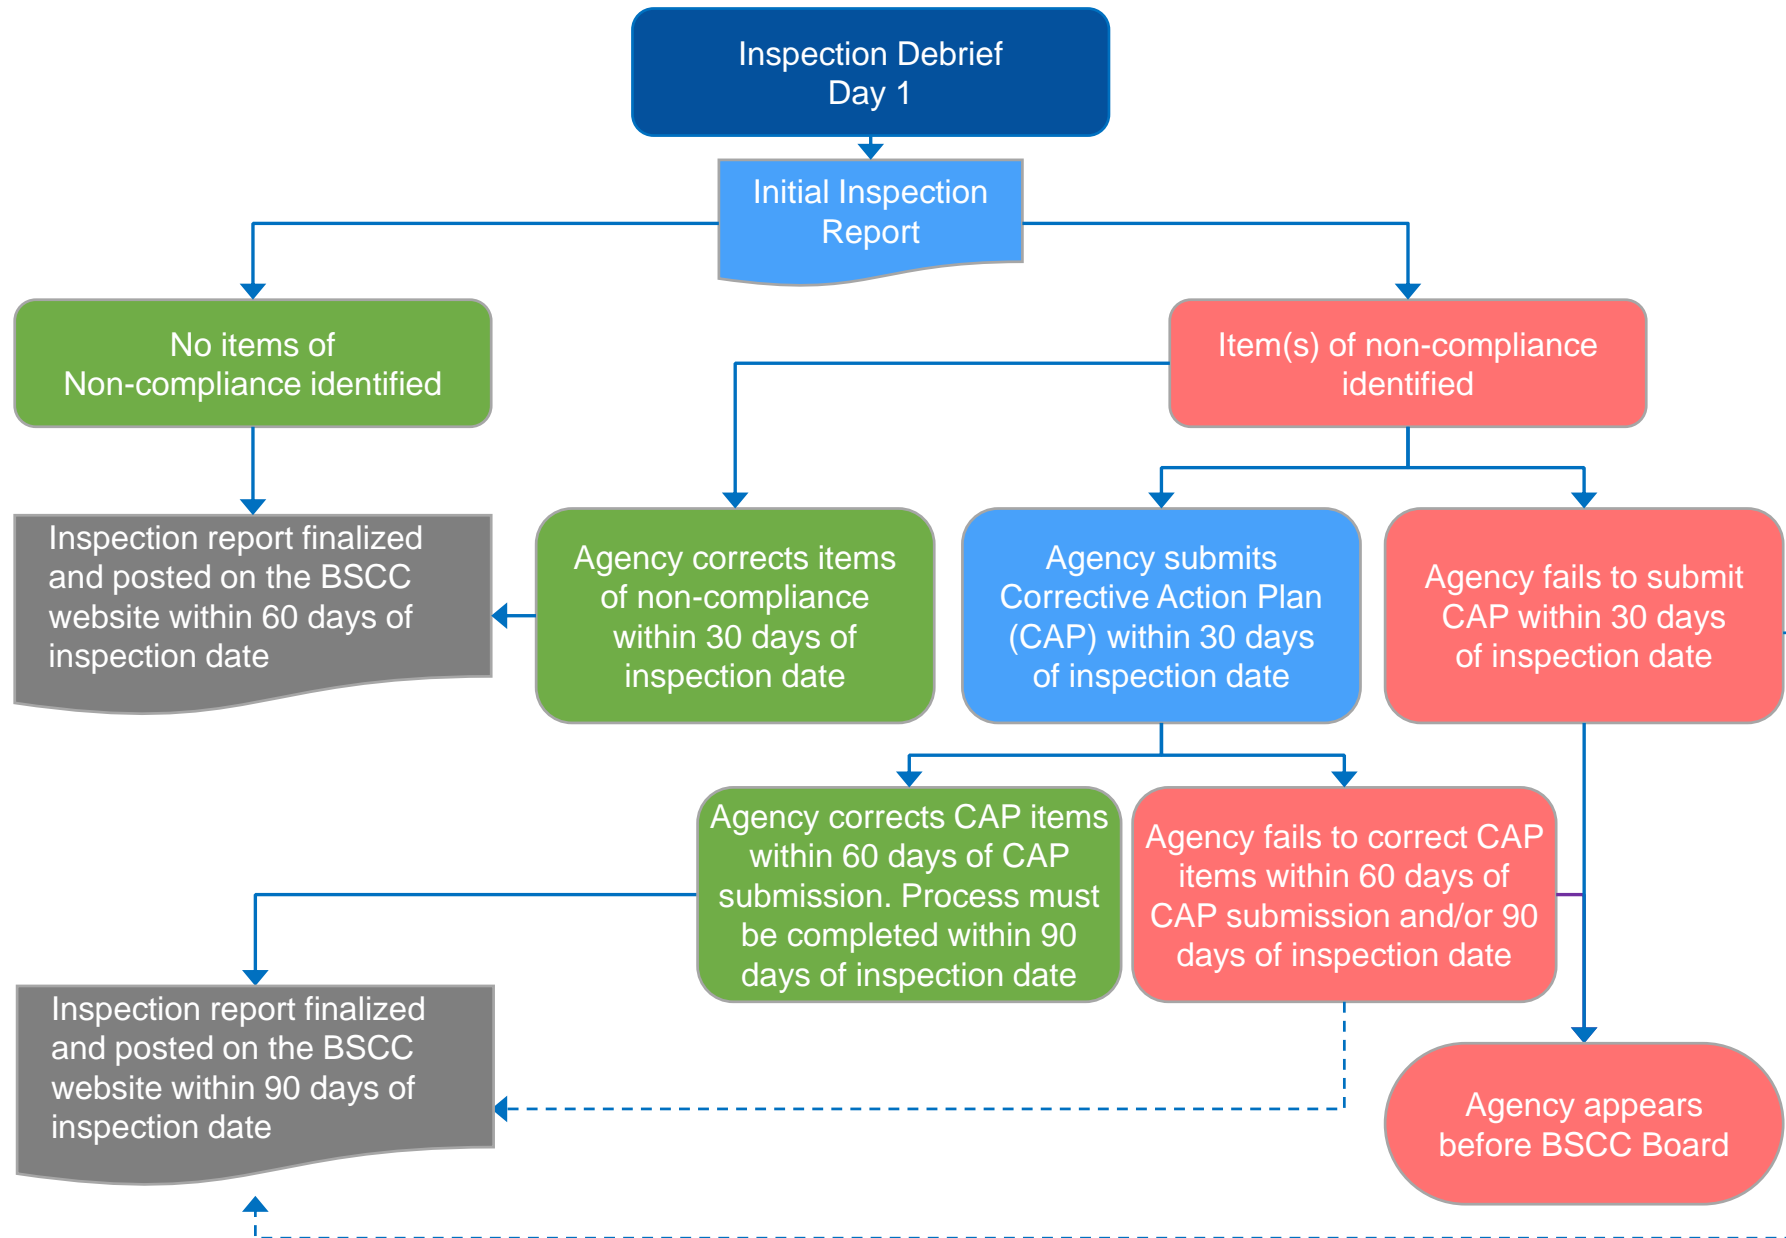 Inspection Debrief
Day 1
Initial Inspection
Report
No items of
Non-compliance identified
Item(s) of non-compliance
identified
Inspection report finalized
and posted on the BSCC
website within 60 days of
inspection date
Agency corrects items
of non-compliance
within 30 days of
inspection date
Agency submits
Corrective Action Plan
(CAP) within 30 days
of inspection date
Agency fails to submit
CAP within 30 days
of inspection date
Agency corrects CAP items
within 60 days of CAP
submission. Process must
be completed within 90
days of inspection date
Agency fails to correct CAP
items within 60 days of
CAP submission and/or 90
days of inspection date
Inspection report finalized
and posted on the BSCC
website within 90 days of
inspection date
Agency appears
before BSCC Board